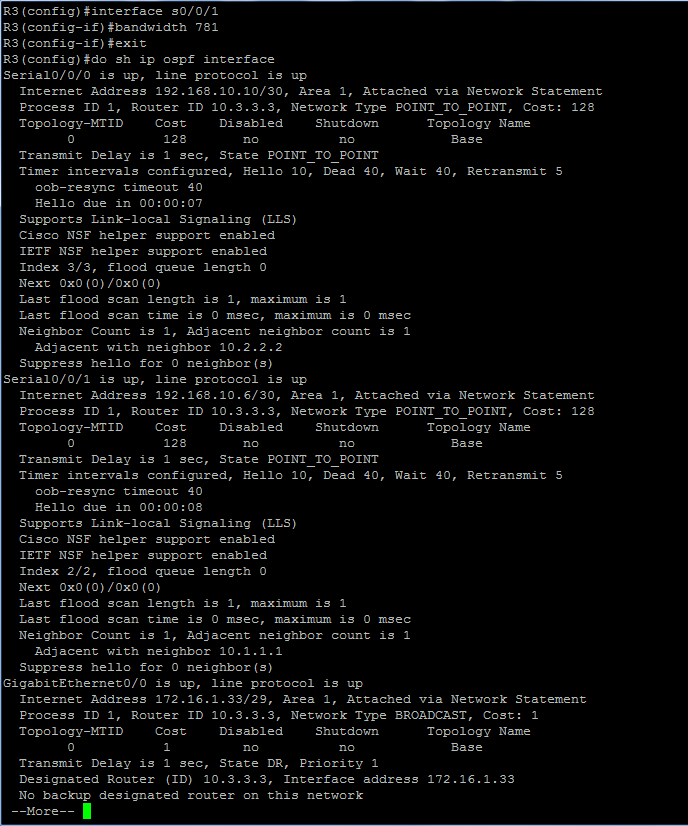 R3(config)#interface s0/0/1
R3(config-if)#bandwidth 781
R3(config-if)#exit
R3(config)#do sh ip ospf interface
Serial0/0/0 is up, line protocol is up
  Internet Address 192.168.10.10/30, Area 1, Attached via Network Statement
  Process ID 1, Router ID 10.3.3.3, Network Type POINT_TO_POINT, Cost: 128
  Topology-MTID    Cost    Disabled    Shutdown      Topology Name
        0           128       no          no            Base
  Transmit Delay is 1 sec, State POINT_TO_POINT
  Timer intervals configured, Hello 10, Dead 40, Wait 40, Retransmit 5
    oob-resync timeout 40
    Hello due in 00:00:07
  Supports Link-local Signaling (LLS)
  Cisco NSF helper support enabled
  IETF NSF helper support enabled
  Index 3/3, flood queue length 0
  Next 0x0(0)/0x0(0)
  Last flood scan length is 1, maximum is 1
  Last flood scan time is 0 msec, maximum is 0 msec
  Neighbor Count is 1, Adjacent neighbor count is 1
    Adjacent with neighbor 10.2.2.2
  Suppress hello for 0 neighbor(s)
Serial0/0/1 is up, line protocol is up
  Internet Address 192.168.10.6/30, Area 1, Attached via Network Statement
  Process ID 1, Router ID 10.3.3.3, Network Type POINT_TO_POINT, Cost: 128
  Topology-MTID    Cost    Disabled    Shutdown      Topology Name
        0           128       no          no            Base
  Transmit Delay is 1 sec, State POINT_TO_POINT
  Timer intervals configured, Hello 10, Dead 40, Wait 40, Retransmit 5
    oob-resync timeout 40
    Hello due in 00:00:08
  Supports Link-local Signaling (LLS)
  Cisco NSF helper support enabled
  IETF NSF helper support enabled
  Index 2/2, flood queue length 0
  Next 0x0(0)/0x0(0)
  Last flood scan length is 1, maximum is 1
  Last flood scan time is 0 msec, maximum is 0 msec
  Neighbor Count is 1, Adjacent neighbor count is 1
    Adjacent with neighbor 10.1.1.1
  Suppress hello for 0 neighbor(s)
GigabitEthernet0/0 is up, line protocol is up
  Internet Address 172.16.1.33/29, Area 1, Attached via Network Statement
  Process ID 1, Router ID 10.3.3.3, Network Type BROADCAST, Cost: 1
  Topology-MTID    Cost    Disabled    Shutdown      Topology Name
        0           1         no          no            Base
  Transmit Delay is 1 sec, State DR, Priority 1
  Designated Router (ID) 10.3.3.3, Interface address 172.16.1.33
  No backup designated router on this network
 --More--